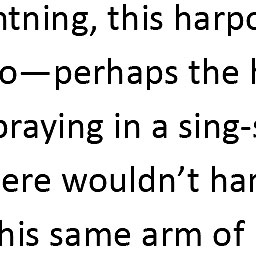 ntning, this harpo
o—perhaps the h
praying in a sing-s
ere wouldn’t har
his same arm of